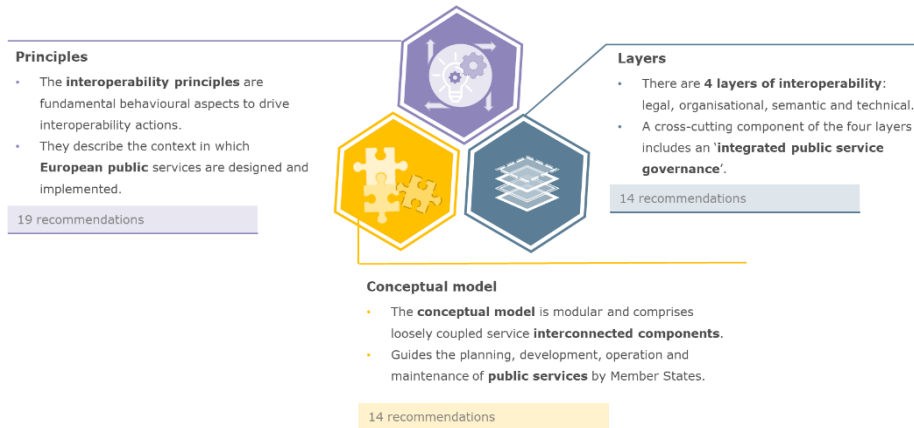 Principles
• The interoperability principles are
fundamental behavioural aspects to drive
interoperability actions.
• They describe the context in which
European public services are designed and
implemented.
19 recommendations
Layers
• There are 4 layers of interoperability:
legal, organisational, semantic and technical.
• A cross-cutting component of the four layers
includes an ‘integrated public service
governance’.
14 recommendations
Conceptual model
• The conceptual model is modular and comprises
loosely coupled service interconnected components.
• Guides the planning, development, operation and
maintenance of public services by Member States.
14 recommendations